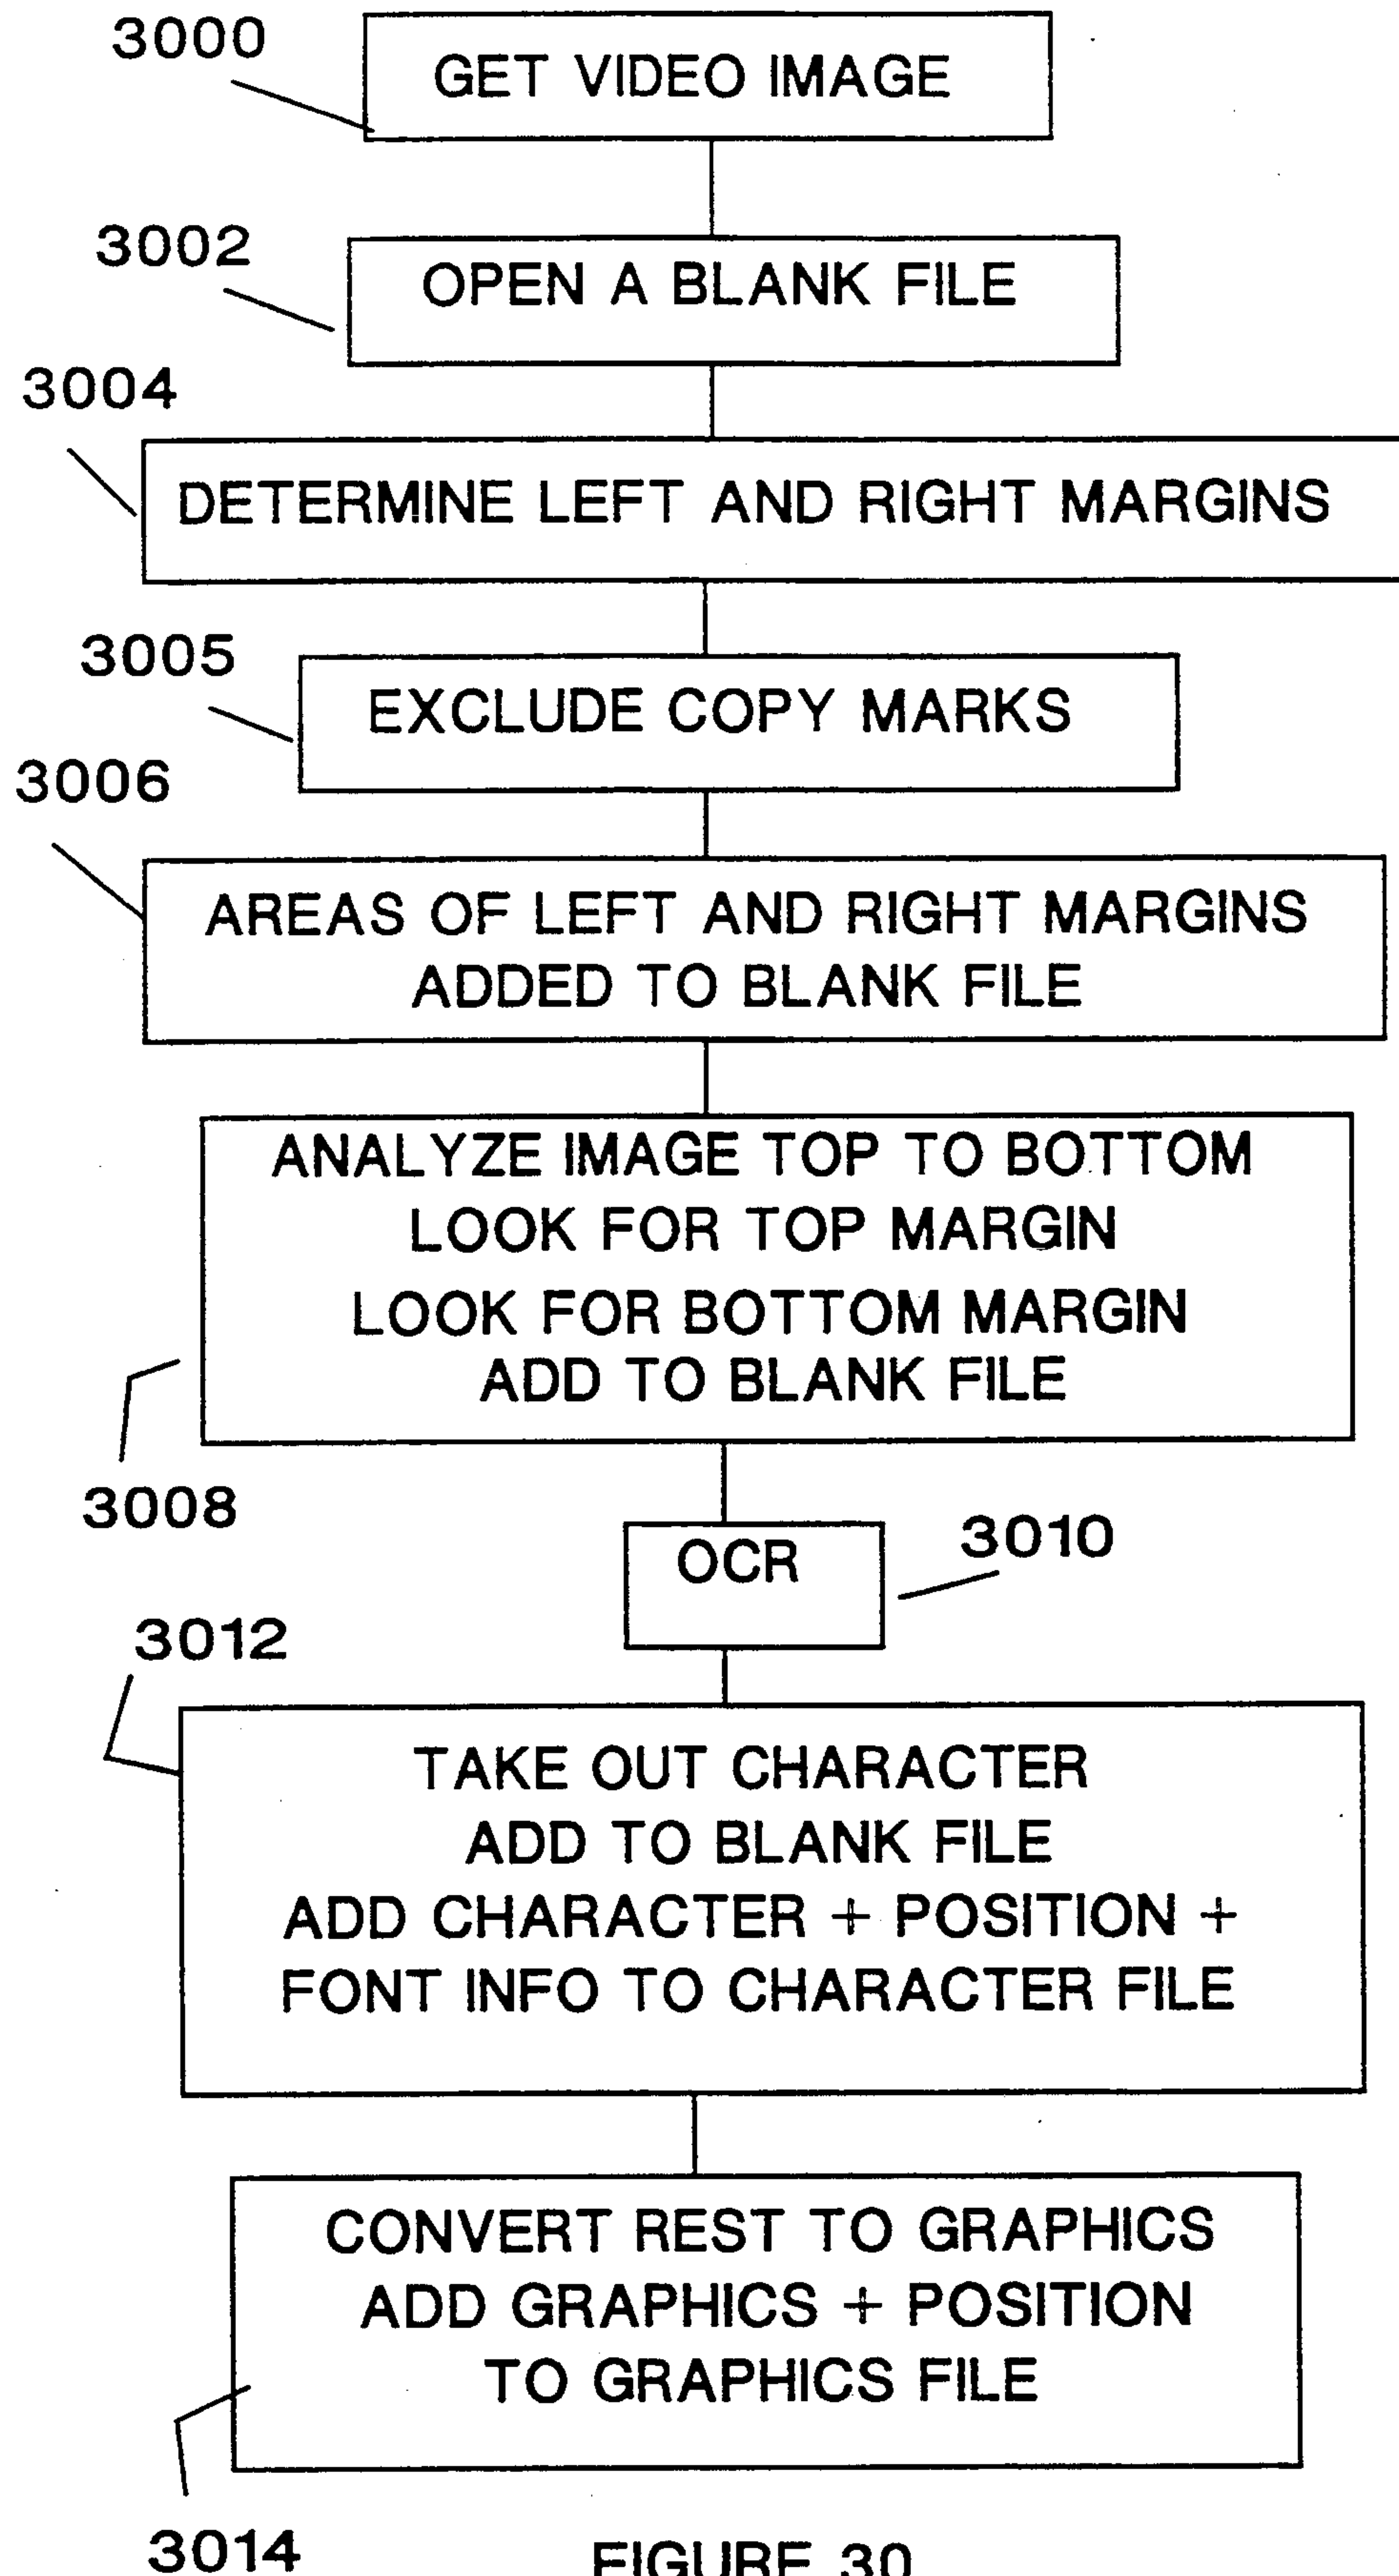 3000
GET VIDEO IMAGE
3002
OPEN A BLANK FILE
3004
DETERMINE LEFT AND RIGHT MARGINS
3005
EXCLUDE COPY MARKS
3006
AREAS OF LEFT AND RIGHT MARGINS
ADDED TO BLANK FILE
ANALYZE IMAGE TOP TO BOTTOM
LOOK FOR TOP MARGIN
LOOK FOR BOTTOM MARGIN
ADD TO BLANK FILE
3008
OCR
3010
3012
TAKE OUT CHARACTER
ADD TO BLANK FILE
ADD CHARACTER + POSITION +
FONT INFO TO CHARACTER FILE
CONVERT REST TO GRAPHICS
ADD GRAPHICS + POSITION
TO GRAPHICS FILE
3014
FIGURE 30